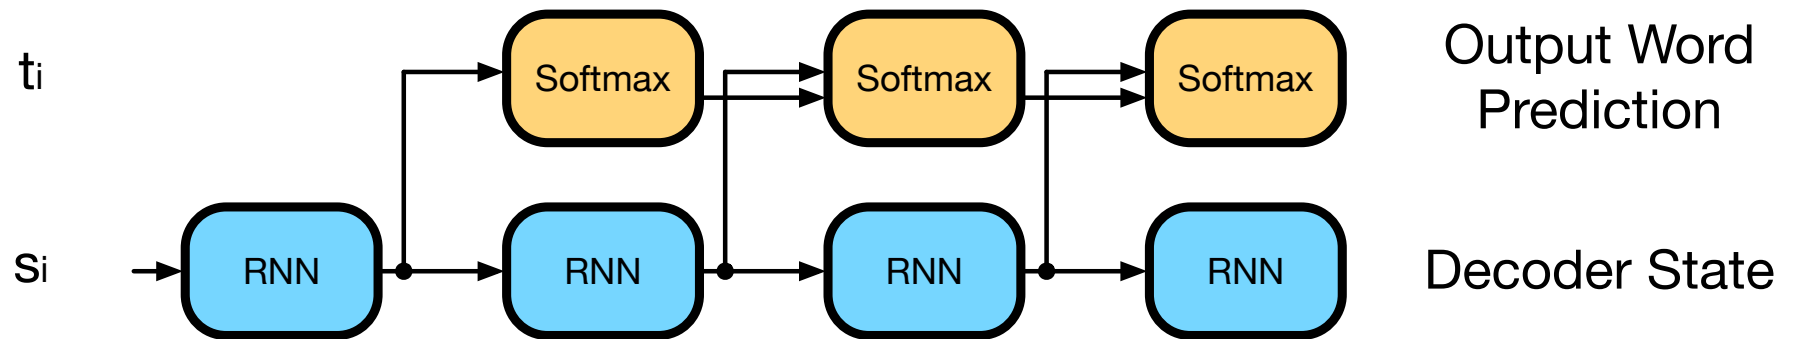 ti
Softmax
Softmax
Softmax
Output Word
Prediction
si
RNN
RNN
RNN
RNN
Decoder State